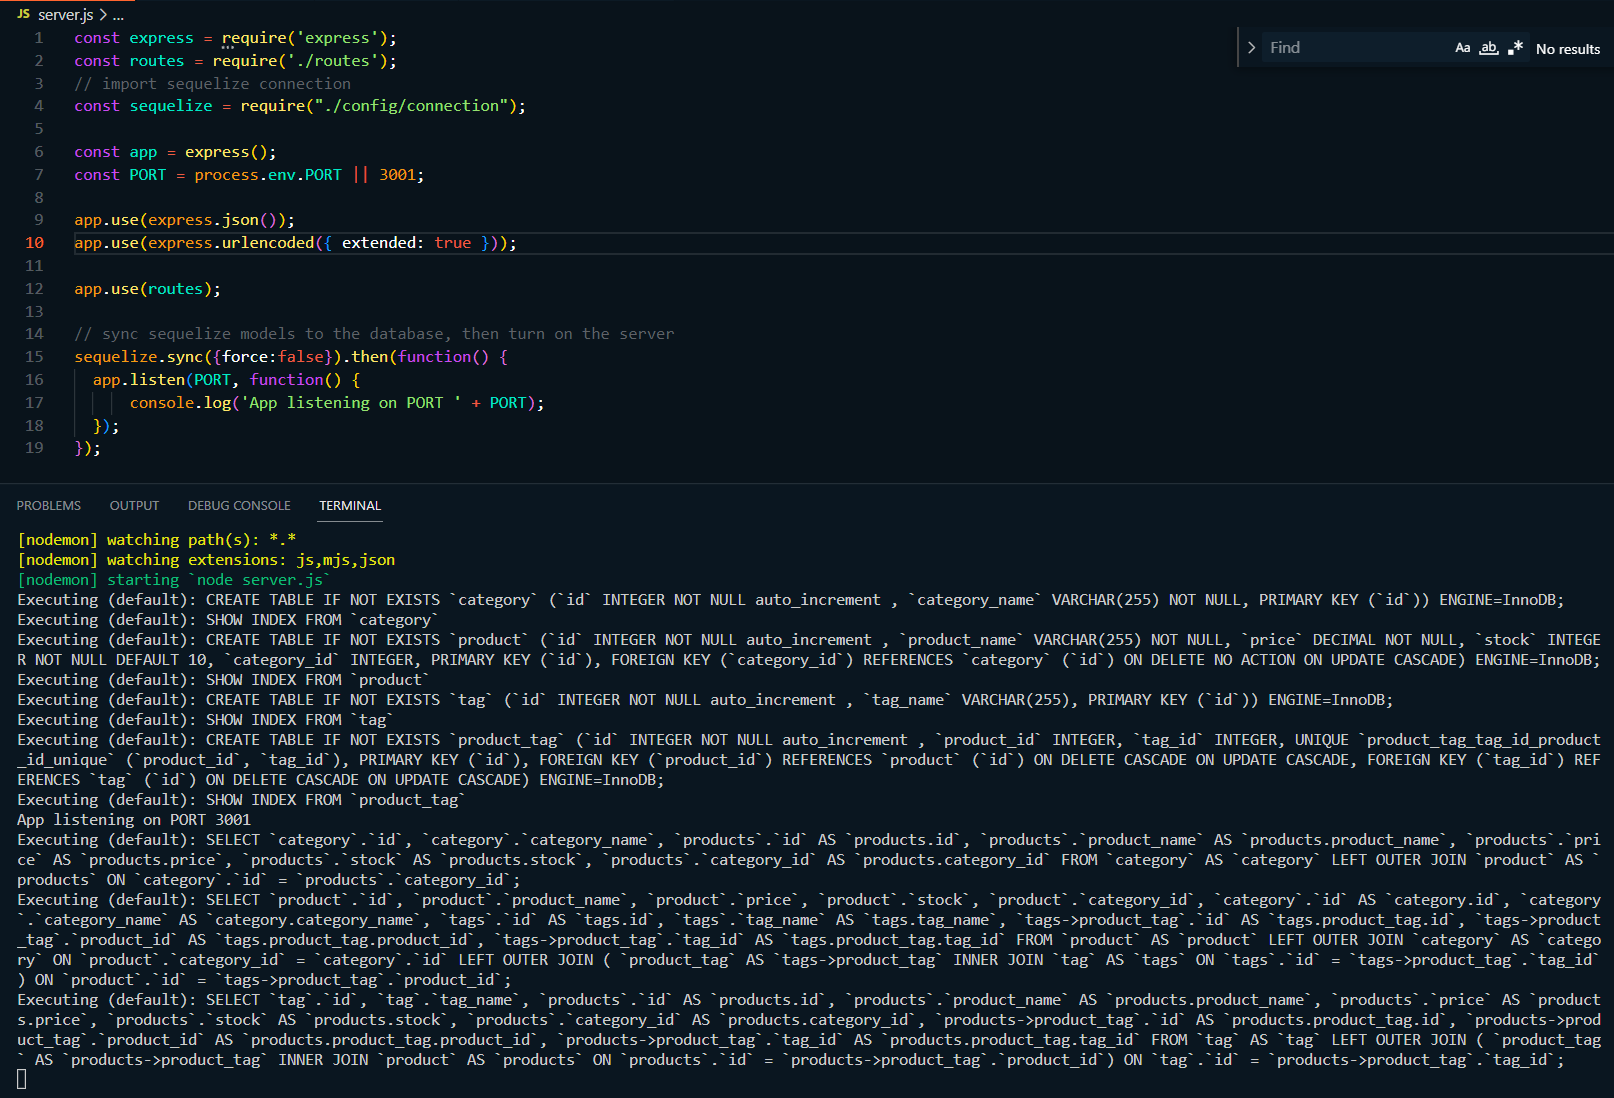 JS server.js > ...
1 const express = require('express');
2 const routes = require('./routes');
3 // import sequelize connection
4 const sequelize = require("./config/connection");
5
6 const app = express();
7 const PORT = process.env.PORT || 3001;
8
9 app.use(express.json());
10 app.use(express.urlencoded({ extended: true }));
11
12 app.use(routes);
13
14 // sync sequelize models to the database, then turn on the server
15 sequelize.sync({force:false}).then(function() {
16 app.listen(PORT, function() {
17 console.log('App listening on PORT ' + PORT);
18 });
19 });
Find Aa ab .* No results
PROBLEMS OUTPUT DEBUG CONSOLE TERMINAL
[nodemon] watching path(s): *.*
[nodemon] watching extensions: js,mjs,json
[nodemon] starting `node server.js`
Executing (default): CREATE TABLE IF NOT EXISTS `category` (`id` INTEGER NOT NULL auto_increment , `category_name` VARCHAR(255) NOT NULL, PRIMARY KEY (`id`)) ENGINE=InnoDB;
Executing (default): SHOW INDEX FROM `category`
Executing (default): CREATE TABLE IF NOT EXISTS `product` (`id` INTEGER NOT NULL auto_increment , `product_name` VARCHAR(255) NOT NULL, `price` DECIMAL NOT NULL, `stock` INTEGE
R NOT NULL DEFAULT 10, `category_id` INTEGER, PRIMARY KEY (`id`), FOREIGN KEY (`category_id`) REFERENCES `category` (`id`) ON DELETE NO ACTION ON UPDATE CASCADE) ENGINE=InnoDB;
Executing (default): SHOW INDEX FROM `product`
Executing (default): CREATE TABLE IF NOT EXISTS `tag` (`id` INTEGER NOT NULL auto_increment , `tag_name` VARCHAR(255), PRIMARY KEY (`id`)) ENGINE=InnoDB;
Executing (default): SHOW INDEX FROM `tag`
Executing (default): CREATE TABLE IF NOT EXISTS `product_tag` (`id` INTEGER NOT NULL auto_increment , `product_id` INTEGER, `tag_id` INTEGER, UNIQUE `product_tag_tag_id_product
_id_unique` (`product_id`, `tag_id`), PRIMARY KEY (`id`), FOREIGN KEY (`product_id`) REFERENCES `product` (`id`) ON DELETE CASCADE ON UPDATE CASCADE, FOREIGN KEY (`tag_id`) REF
ERENCES `tag` (`id`) ON DELETE CASCADE ON UPDATE CASCADE) ENGINE=InnoDB;
Executing (default): SHOW INDEX FROM `product_tag`
App listening on PORT 3001
Executing (default): SELECT `category`.`id`, `category`.`category_name`, `products`.`id` AS `products.id`, `products`.`product_name` AS `products.product_name`, `products`.`pri
ce` AS `products.price`, `products`.`stock` AS `products.stock`, `products`.`category_id` AS `products.category_id` FROM `category` AS `category` LEFT OUTER JOIN `product` AS `
products` ON `category`.`id` = `products`.`category_id`;
Executing (default): SELECT `product`.`id`, `product`.`product_name`, `product`.`price`, `product`.`stock`, `product`.`category_id`, `category`.`id` AS `category.id`, `category
`.`category_name` AS `category.category_name`, `tags`.`id` AS `tags.id`, `tags`.`tag_name` AS `tags.tag_name`, `tags->product_tag`.`id` AS `tags.product_tag.id`, `tags->product
_tag`.`product_id` AS `tags.product_tag.product_id`, `tags->product_tag`.`tag_id` AS `tags.product_tag.tag_id` FROM `product` AS `product` LEFT OUTER JOIN `category` AS `catego
ry` ON `product`.`category_id` = `category`.`id` LEFT OUTER JOIN ( `product_tag` AS `tags->product_tag` INNER JOIN `tag` AS `tags` ON `tags`.`id` = `tags->product_tag`.`tag_id`
) ON `product`.`id` = `tags->product_tag`.`product_id`;
Executing (default): SELECT `tag`.`id`, `tag`.`tag_name`, `products`.`id` AS `products.id`, `products`.`product_name` AS `products.product_name`, `products`.`price` AS `product
s.price`, `products`.`stock` AS `products.stock`, `products`.`category_id` AS `products.category_id`, `products->product_tag`.`id` AS `products.product_tag.id`, `products->prod
uct_tag`.`product_id` AS `products.product_tag.product_id`, `products->product_tag`.`tag_id` AS `products.product_tag.tag_id` FROM `tag` AS `tag` LEFT OUTER JOIN ( `product_tag
` AS `products->product_tag` INNER JOIN `product` AS `products` ON `products`.`id` = `products->product_tag`.`product_id`) ON `tag`.`id` = `products->product_tag`.`tag_id`;